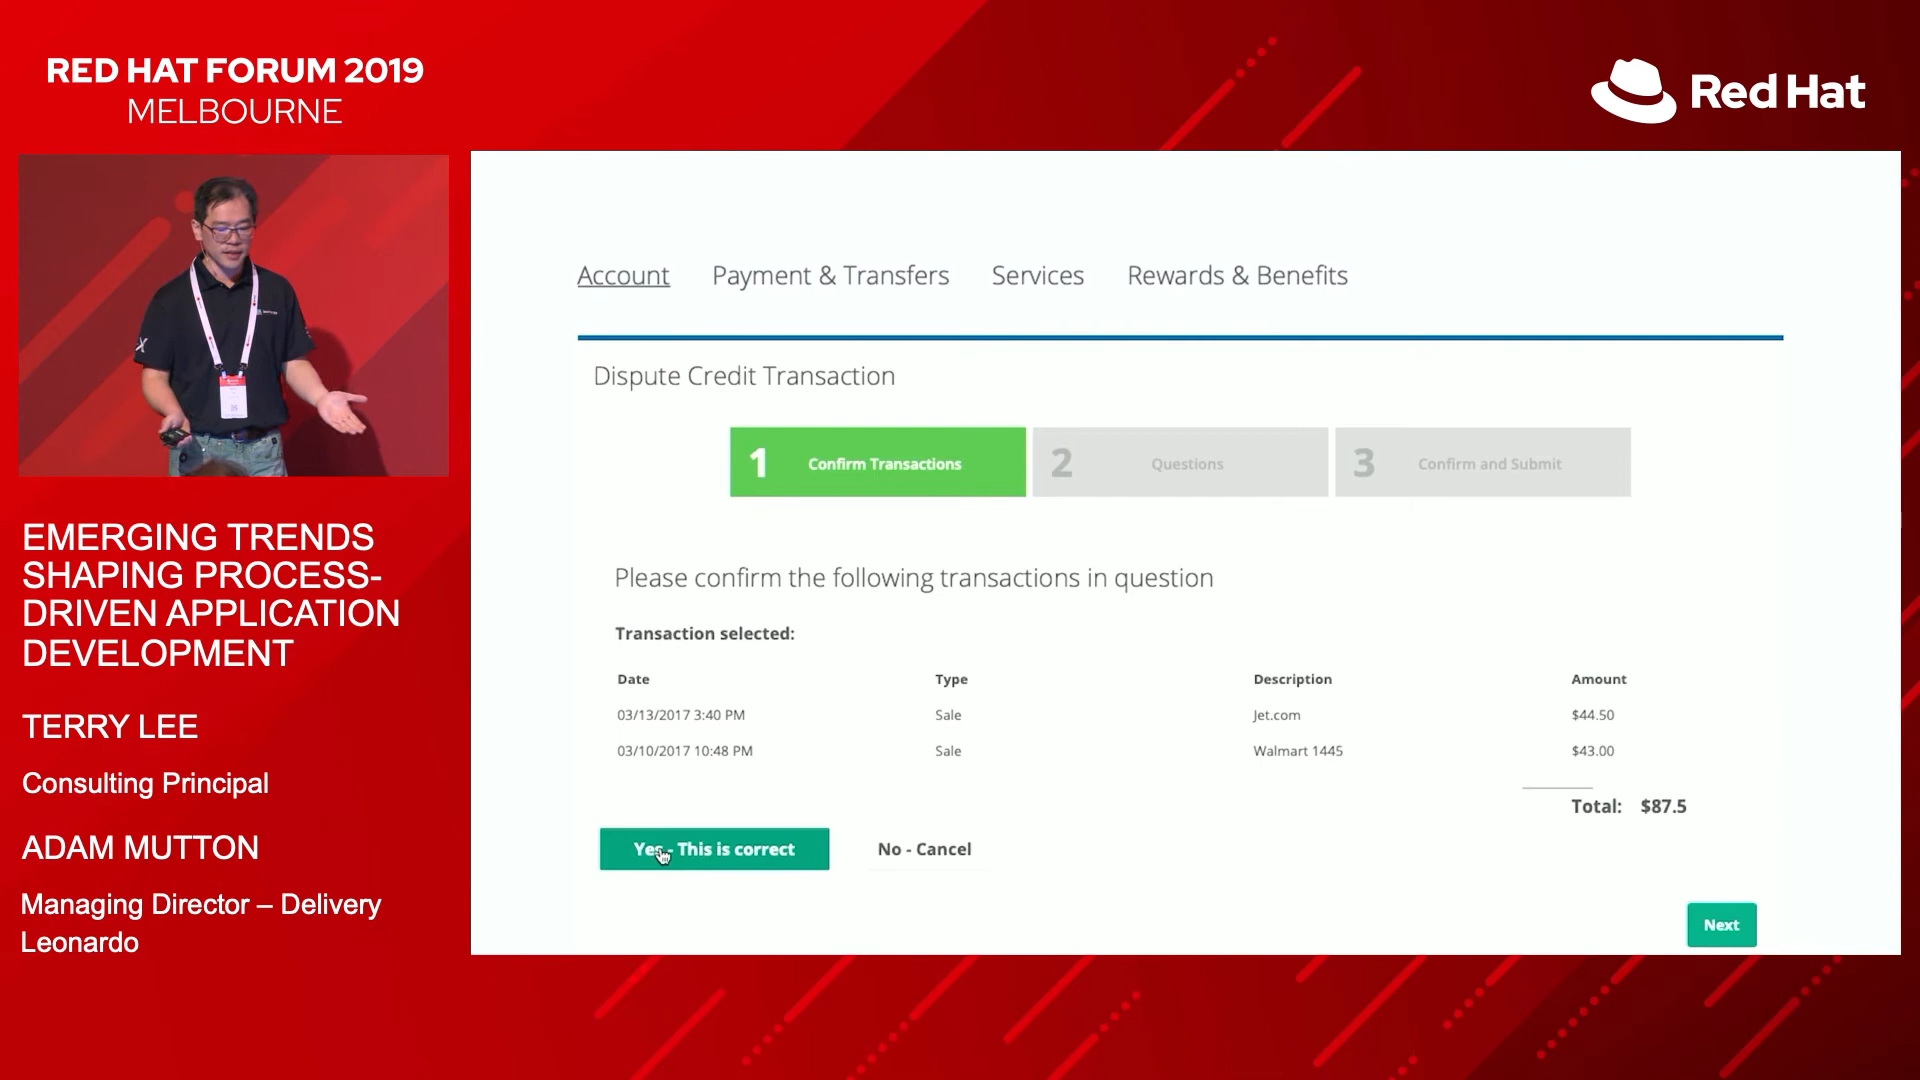 RED HAT FORUM 2019
MELBOURNE
Red Hat
EMERGING TRENDS
SHAPING PROCESS-
DRIVEN APPLICATION
DEVELOPMENT
TERRY LEE
Consulting Principal
ADAM MUTTON
Managing Director – Delivery
Leonardo
Account Payment & Transfers Services Rewards & Benefits
Dispute Credit Transaction
1 Confirm Transactions 2 Questions 3 Confirm and Submit
Please confirm the following transactions in question
Transaction selected:
Date Type Description Amount
03/13/2017 3:40 PM Sale Jet.com $44.50
03/10/2017 10:48 PM Sale Walmart 1445 $43.00
Total: $87.5
Yes - This is correct No - Cancel
Next